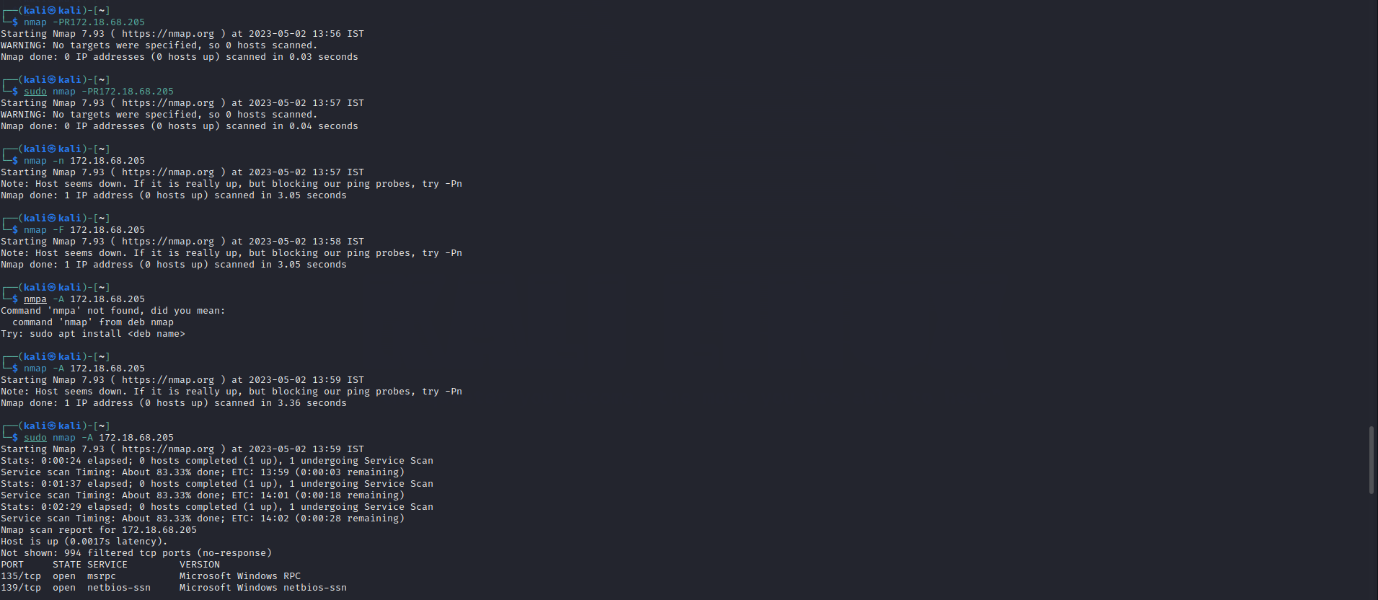 ┌──(kali㉿kali)-[~]
└─$ nmap -PR172.18.68.205
Starting Nmap 7.93 ( https://nmap.org ) at 2023-05-02 13:56 IST
WARNING: No targets were specified, so 0 hosts scanned.
Nmap done: 0 IP addresses (0 hosts up) scanned in 0.03 seconds
┌──(kali㉿kali)-[~]
└─$ sudo nmap -PR172.18.68.205
Starting Nmap 7.93 ( https://nmap.org ) at 2023-05-02 13:57 IST
WARNING: No targets were specified, so 0 hosts scanned.
Nmap done: 0 IP addresses (0 hosts up) scanned in 0.04 seconds
┌──(kali㉿kali)-[~]
└─$ nmap -n 172.18.68.205
Starting Nmap 7.93 ( https://nmap.org ) at 2023-05-02 13:57 IST
Note: Host seems down. If it is really up, but blocking our ping probes, try -Pn
Nmap done: 1 IP address (0 hosts up) scanned in 3.05 seconds
┌──(kali㉿kali)-[~]
└─$ nmap -F 172.18.68.205
Starting Nmap 7.93 ( https://nmap.org ) at 2023-05-02 13:58 IST
Note: Host seems down. If it is really up, but blocking our ping probes, try -Pn
Nmap done: 1 IP address (0 hosts up) scanned in 3.05 seconds
┌──(kali㉿kali)-[~]
└─$ nmpa -A 172.18.68.205
Command 'nmpa' not found, did you mean:
  command 'nmap' from deb nmap
Try: sudo apt install <deb name>
┌──(kali㉿kali)-[~]
└─$ nmap -A 172.18.68.205
Starting Nmap 7.93 ( https://nmap.org ) at 2023-05-02 13:59 IST
Note: Host seems down. If it is really up, but blocking our ping probes, try -Pn
Nmap done: 1 IP address (0 hosts up) scanned in 3.36 seconds
┌──(kali㉿kali)-[~]
└─$ sudo nmap -A 172.18.68.205
Starting Nmap 7.93 ( https://nmap.org ) at 2023-05-02 13:59 IST
Stats: 0:00:24 elapsed; 0 hosts completed (1 up), 1 undergoing Service Scan
Service scan Timing: About 83.33% done; ETC: 13:59 (0:00:03 remaining)
Stats: 0:01:37 elapsed; 0 hosts completed (1 up), 1 undergoing Service Scan
Service scan Timing: About 83.33% done; ETC: 14:01 (0:00:18 remaining)
Stats: 0:02:29 elapsed; 0 hosts completed (1 up), 1 undergoing Service Scan
Service scan Timing: About 83.33% done; ETC: 14:02 (0:00:28 remaining)
Nmap scan report for 172.18.68.205
Host is up (0.0017s latency).
Not shown: 994 filtered tcp ports (no-response)
PORT     STATE SERVICE         VERSION
135/tcp  open  msrpc           Microsoft Windows RPC
139/tcp  open  netbios-ssn     Microsoft Windows netbios-ssn